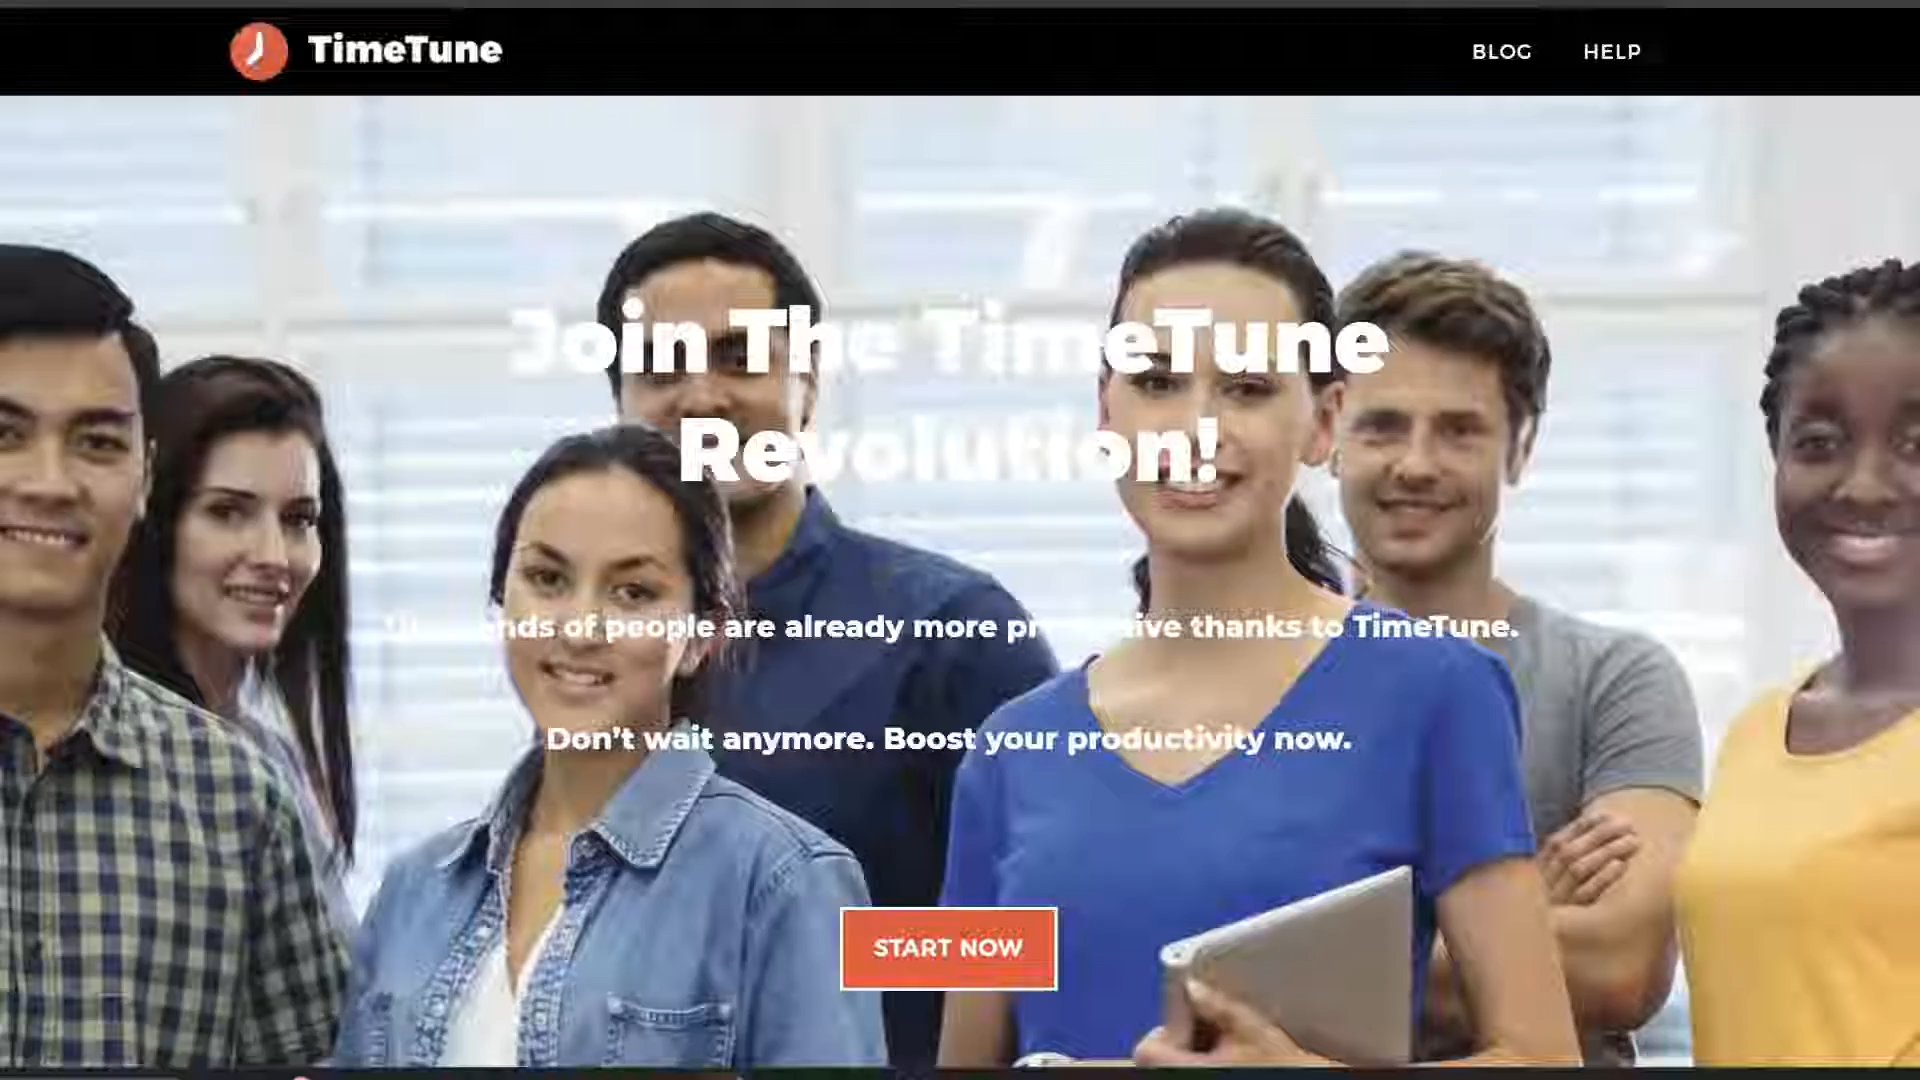 TimeTune
BLOG HELP
Join The TimeTune
Revolution!
of people are already more thanks to TimeTune.
Don't wait anymore. Boost your productivity now.
START NOW